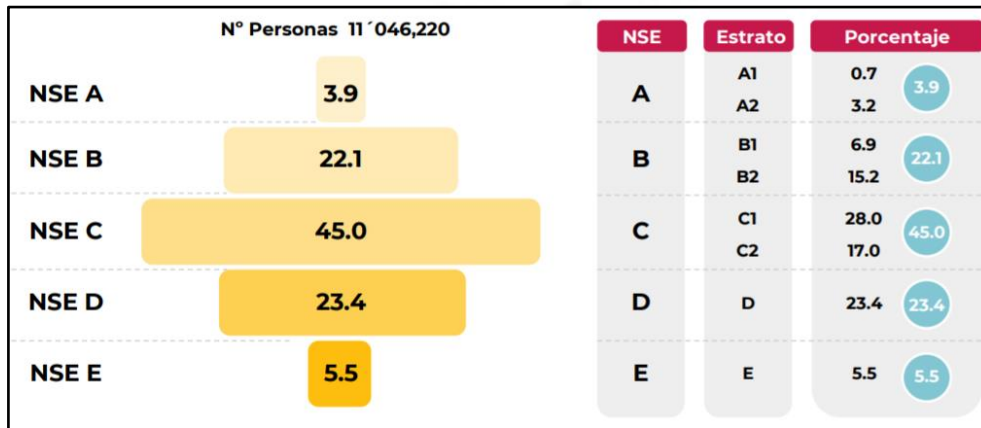 Nº Personas 11´046,220
NSE A 3.9
NSE B 22.1
NSE C 45.0
NSE D 23.4
NSE E 5.5
NSE Estrato Porcentaje
A A1 0.7 3.9
A2 3.2
B B1 6.9 22.1
B2 15.2
C C1 28.0 45.0
C2 17.0
D D 23.4 23.4
E E 5.5 5.5